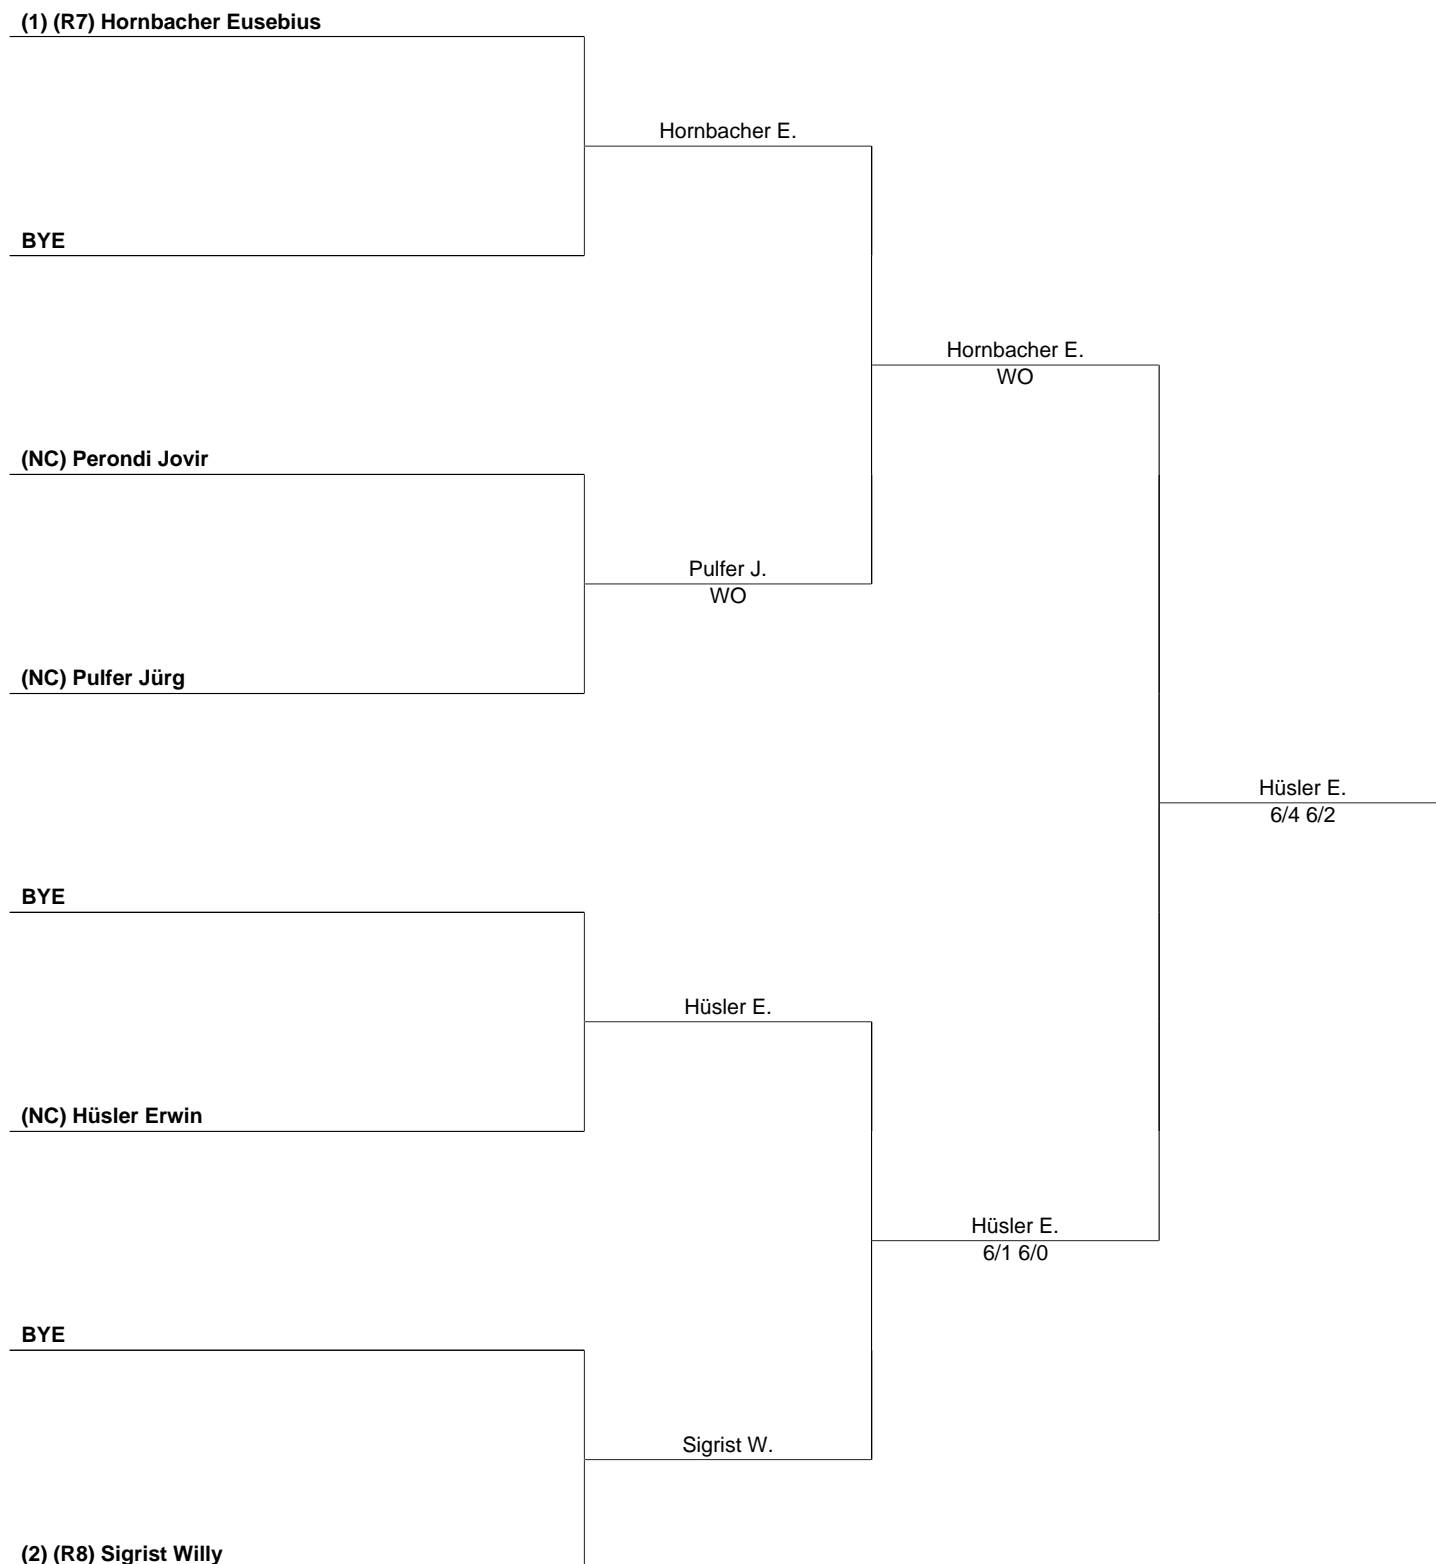 (1) (R7) Hornbacher Eusebius
Hornbacher E.
BYE
Hornbacher E.
WO
(NC) Perondi Jovir
Pulfer J.
WO
(NC) Pulfer Jürg
Hüsler E.
6/4 6/2
BYE
Hüsler E.
(NC) Hüsler Erwin
Hüsler E.
6/1 6/0
BYE
Sigrist W.
(2) (R8) Sigrist Willy